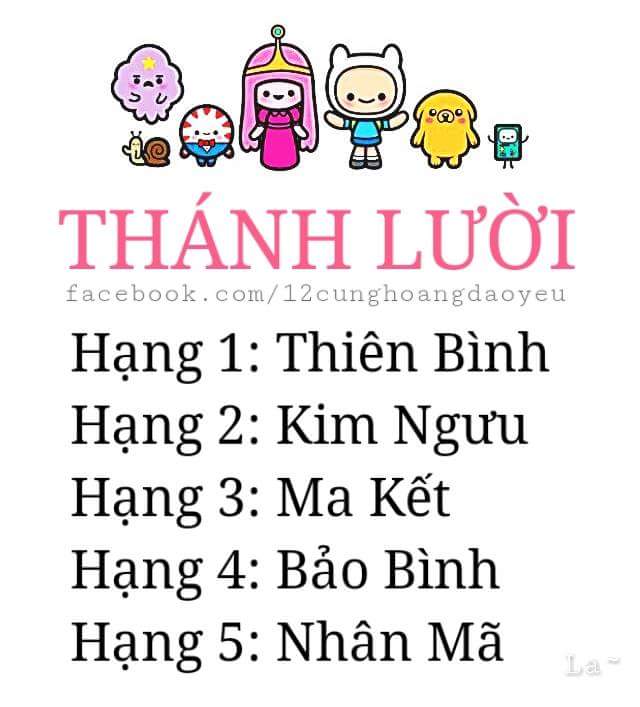 THÁNH LƯỜI
facebook.com/12cunghoangdaoyeu
Hạng 1: Thiên Bình
Hạng 2: Kim Ngưu
Hạng 3: Ma Kết
Hạng 4: Bảo Bình
Hạng 5: Nhân Mã
La~